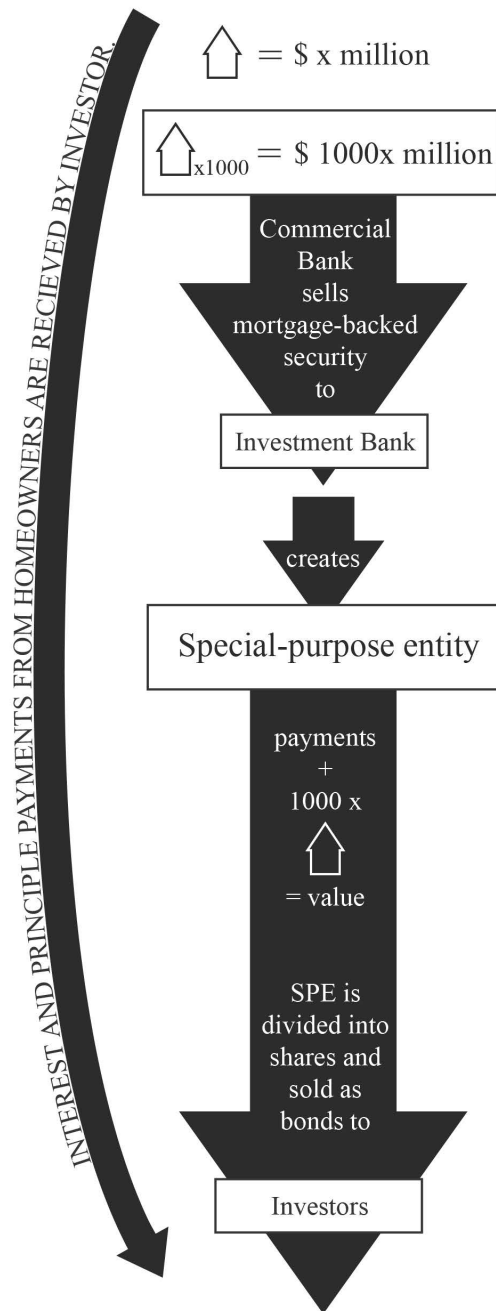 INTEREST AND PRINCIPLE PAYMENTS FROM HOMEOWNERS ARE RECIEVED BY INVESTOR.
= $ x million
x1000 = $ 1000x million
Commercial
Bank
sells
mortgage-backed
security
to
Investment Bank
creates
Special-purpose entity
payments
+
1000 x
= value
SPE is
divided into
shares and
sold as
bonds to
Investors